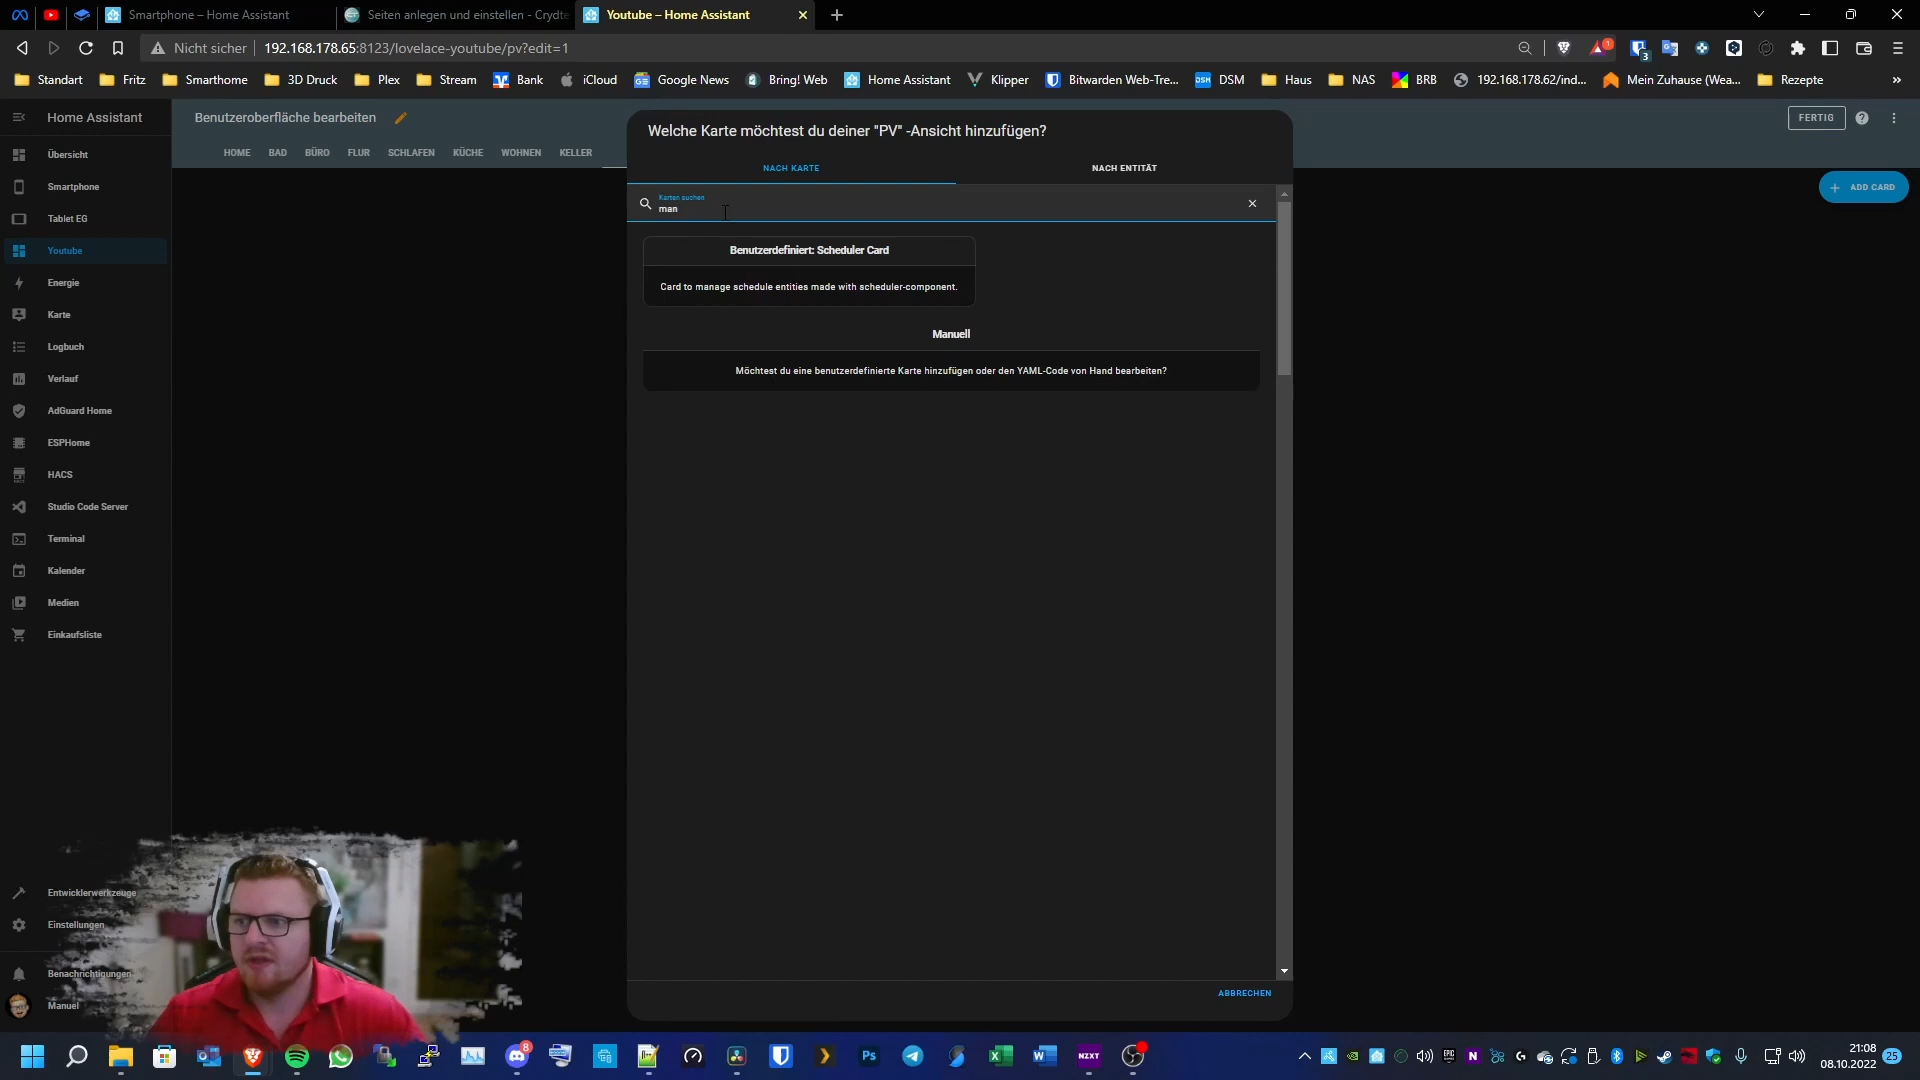 Smartphone – Home Assistant
Seiten anlegen und einstellen - Crydte
Youtube – Home Assistant
Nicht sicher
192.168.178.65:8123/lovelace-youtube/pv?edit=1
1
3
Standart
Fritz
Smarthome
3D Druck
Plex
Stream
Bank
iCloud
Google News
Bring! Web
Home Assistant
Klipper
Bitwarden Web-Tre...
DSM
DSM
Haus
NAS
BRB
192.168.178.62/ind...
Mein Zuhause (Wea...
Rezepte
Home Assistant
Benutzeroberfläche bearbeiten
FERTIG
HOME
BAD
BÜRO
FLUR
SCHLAFEN
KÜCHE
WOHNEN
KELLER
ADD CARD
Übersicht
Smartphone
Tablet EG
Youtube
Energie
Karte
Logbuch
Verlauf
AdGuard Home
ESPHome
HACS
Studio Code Server
Terminal
Kalender
Medien
Einkaufsliste
Entwicklerwerkzeuge
Einstellungen
Benachrichtigungen
Manuel
Welche Karte möchtest du deiner "PV" -Ansicht hinzufügen?
NACH KARTE
NACH ENTITÄT
Karten suchen
man
Benutzerdefiniert: Scheduler Card
Card to manage schedule entities made with scheduler-component.
Manuell
Möchtest du eine benutzerdefinierte Karte hinzufügen oder den YAML-Code von Hand bearbeiten?
ABBRECHEN
8
Ps
NZXT
21:08
08.10.2022
25